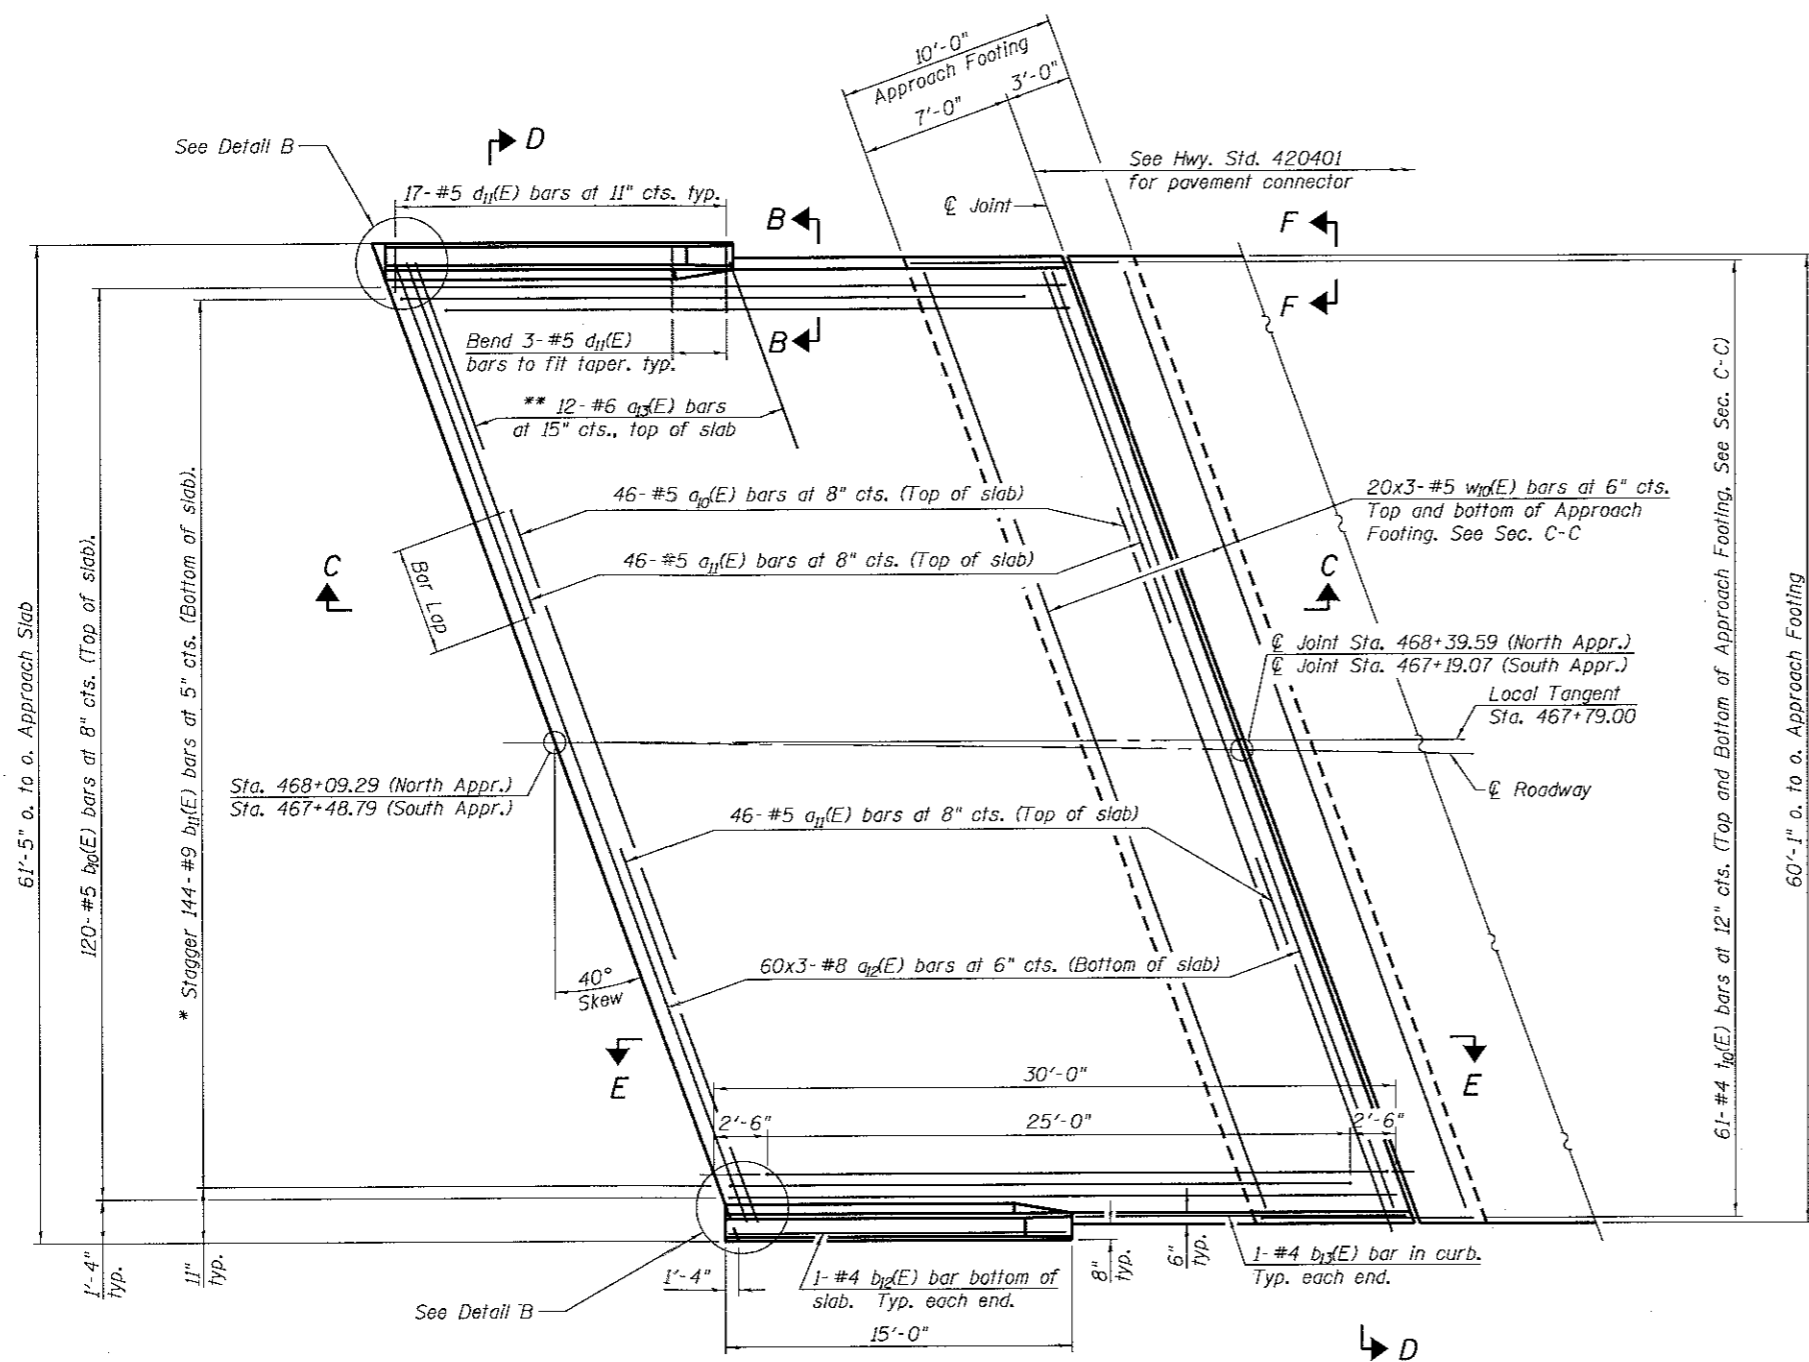 10'-0"
Approach Footing
3'-0"
7'-0"
See Detail B
D
17-#5 d11(E) bars at 11" cts. typ.
See Hwy. Std. 420401
for pavement connector
℄ Joint
B
F
B
F
Bend 3-#5 d11(E)
bars to fit taper. typ.
** 12-#6 a13(E) bars
at 15" cts., top of slab
46-#5 a10(E) bars at 8" cts. (Top of slab)
46-#5 a11(E) bars at 8" cts. (Top of slab)
20x3-#5 w10(E) bars at 6" cts.
Top and bottom of Approach
Footing. See Sec. C-C
C
C
Bar Lap
61'-5" o. to o. Approach Slab
120-#5 b10(E) bars at 8" cts. (Top of slab).
* Stagger 144-#9 b11(E) bars at 5" cts. (Bottom of slab).
℄ Joint Sta. 468+39.59 (North Appr.)
℄ Joint Sta. 467+19.07 (South Appr.)
Local Tangent
Sta. 467+79.00
℄ Roadway
Sta. 468+09.29 (North Appr.)
Sta. 467+48.79 (South Appr.)
46-#5 a11(E) bars at 8" cts. (Top of slab)
60x3-#8 a12(E) bars at 6" cts. (Bottom of slab)
40°
Skew
61-#4 t10(E) bars at 12" cts. (Top and Bottom of Approach Footing. See Sec. C-C)
60'-1" o. to o. Approach Footing
E
E
30'-0"
2'-6"
25'-0"
2'-6"
1'-4"
typ.
11"
typ.
1'-4"
1-#4 b12(E) bar bottom of
slab. Typ. each end.
8"
typ.
6"
typ.
1-#4 b13(E) bar in curb.
Typ. each end.
See Detail B
15'-0"
D